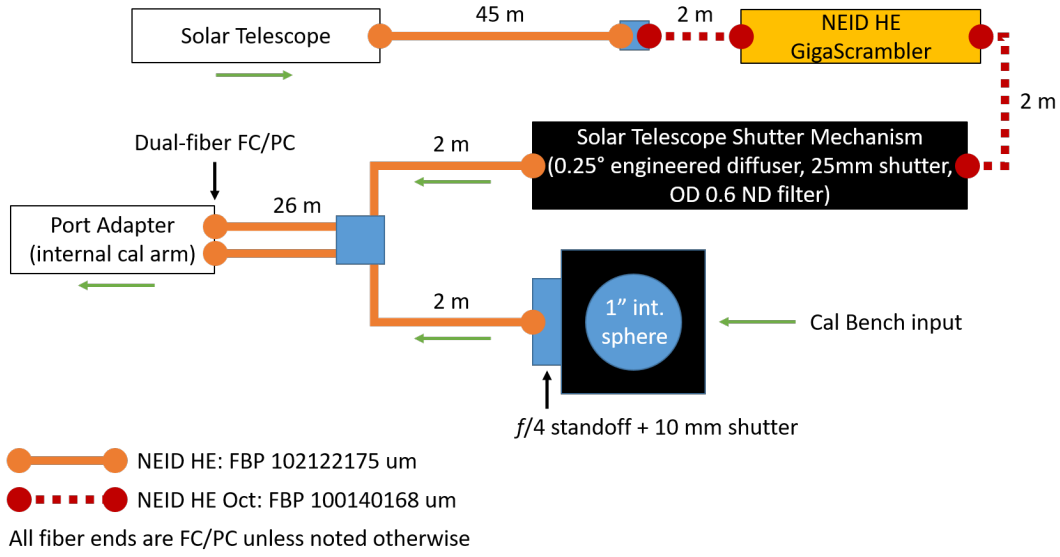 45 m
2 m
Solar Telescope
NEID HE
GigaScrambler
2 m
Dual-fiber FC/PC
2 m
Solar Telescope Shutter Mechanism
(0.25° engineered diffuser, 25mm shutter,
OD 0.6 ND filter)
26 m
Port Adapter
(internal cal arm)
2 m
1” int.
sphere
Cal Bench input
f/4 standoff + 10 mm shutter
NEID HE: FBP 102122175 um
NEID HE Oct: FBP 100140168 um
All fiber ends are FC/PC unless noted otherwise